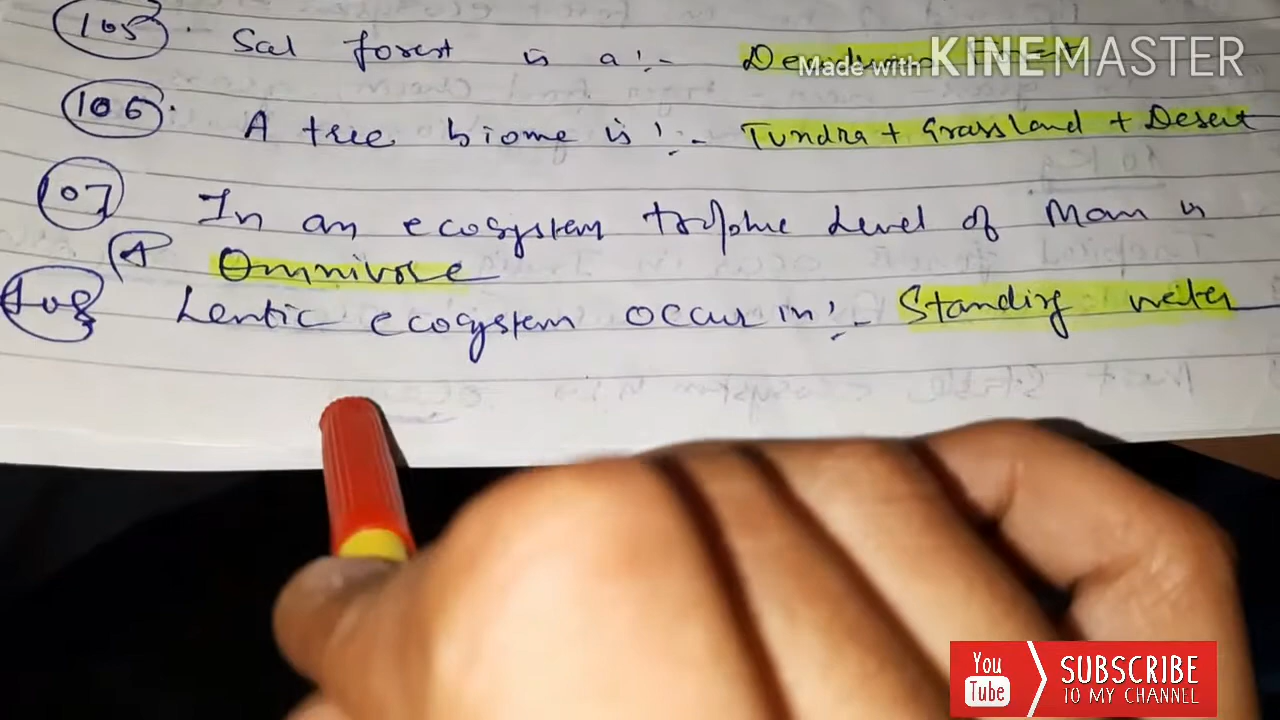 105. Sal forest is a :-
Made with KINEMASTER
106. A tree biome is :- Tundra + Grassland + Desert
107 In an ecosystem level of Man is
A Omnivore
108 Lentic ecosystem occur in :- Standing water
You Tube SUBSCRIBE
TO MY CHANNEL